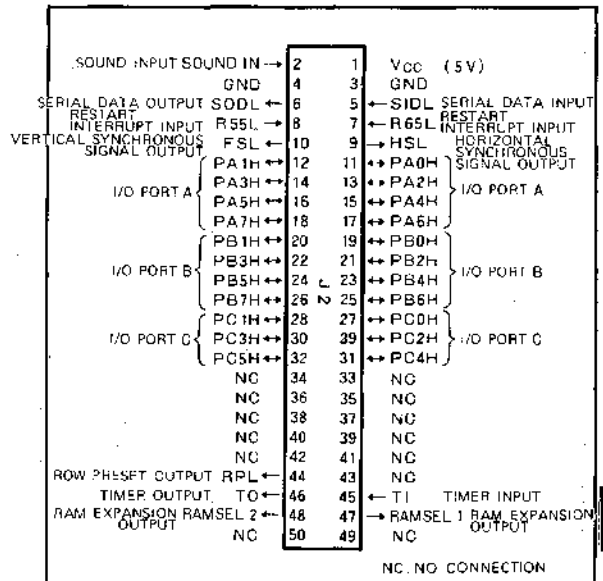 SOUND INPUT SOUND IN → 2 1 VCC (5V)
GND 4 3 GND
SERIAL DATA OUTPUT SODL ← 6 5 ← SIDL SERIAL DATA INPUT
RESTART INTERRUPT INPUT R55L → 8 7 ← R65L RESTART INTERRUPT INPUT
VERTICAL SYNCHRONOUS SIGNAL OUTPUT FSL ← 10 9 → HSL HORIZONTAL SYNCHRONOUS SIGNAL OUTPUT
PA1H ↔ 12 11 ↔ PA0H
PA3H ↔ 14 13 ↔ PA2H
I/O PORT A I/O PORT A
PA5H ↔ 16 15 ↔ PA4H
PA7H ↔ 18 17 ↔ PA6H
PB1H ↔ 20 19 ↔ PB0H
PB3H ↔ 22 21 ↔ PB2H
I/O PORT B I/O PORT B
PB5H ↔ 24 J 23 ↔ PB4H
PB7H ↔ 26 2 25 ↔ PB6H
PC1H ↔ 28 27 ↔ PC0H
I/O PORT C PC3H ↔ 30 39 ↔ PC2H I/O PORT C
PC5H ↔ 32 31 ↔ PC4H
NC 34 33 NC
NC 36 35 NC
NC 38 37 NC
NC 40 39 NC
NC 42 41 NC
ROW PRESET OUTPUT RPL ← 44 43 NC
TIMER OUTPUT TO ← 46 45 ← TI TIMER INPUT
RAM EXPANSION OUTPUT RAMSEL 2 ← 48 47 → RAMSEL 1 RAM EXPANSION OUTPUT
NC 50 49 NC
NC. NO CONNECTION